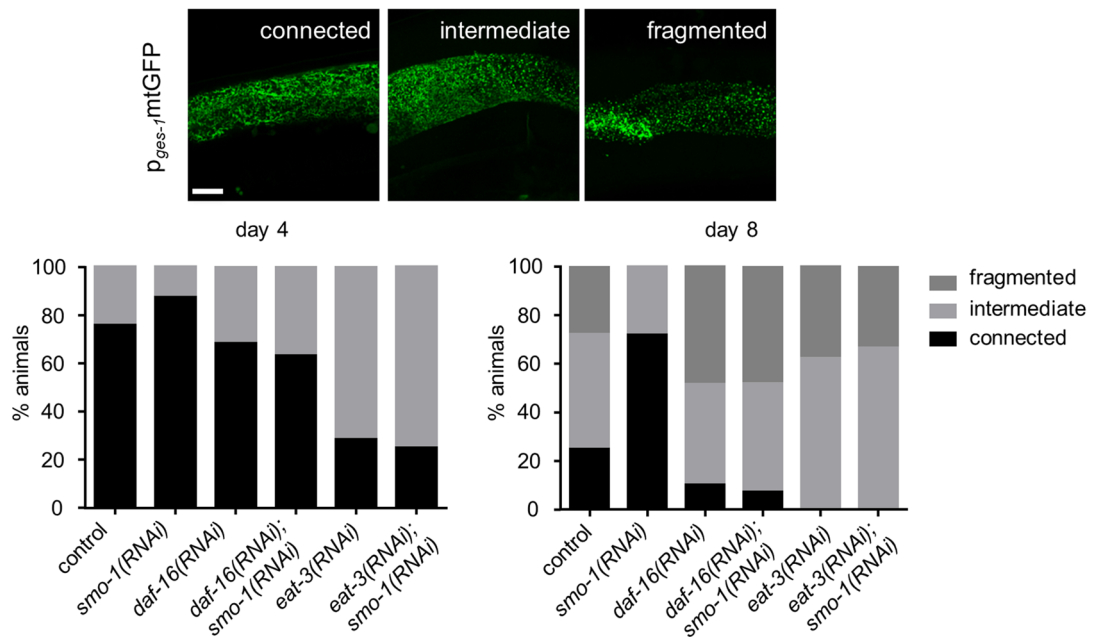 connected
intermediate
fragmented
pges-1mtGFP
day 4
day 8
% animals
100
80
60
40
20
0
control
smo-1(RNAi)
daf-16(RNAi)
daf-16(RNAi);
smo-1(RNAi)
eat-3(RNAi)
eat-3(RNAi);
smo-1(RNAi)
% animals
100
80
60
40
20
0
control
smo-1(RNAi)
daf-16(RNAi)
daf-16(RNAi);
smo-1(RNAi)
eat-3(RNAi)
eat-3(RNAi);
smo-1(RNAi)
fragmented
intermediate
connected